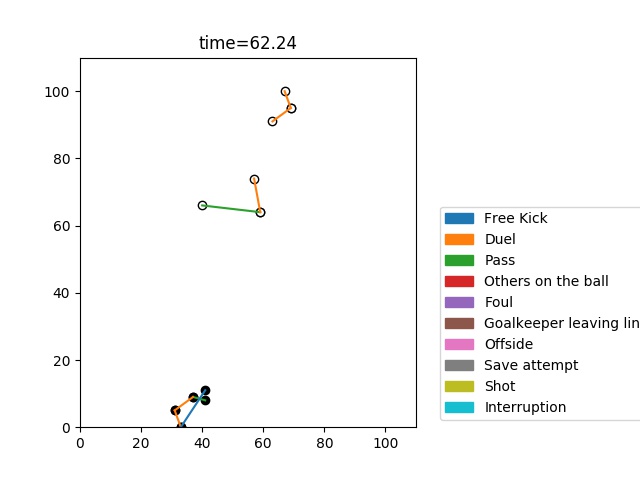 time=62.24
100
80
60
40
20
0
0 20 40 60 80 100
Free Kick
Duel
Pass
Others on the ball
Foul
Goalkeeper leaving lin
Offside
Save attempt
Shot
Interruption